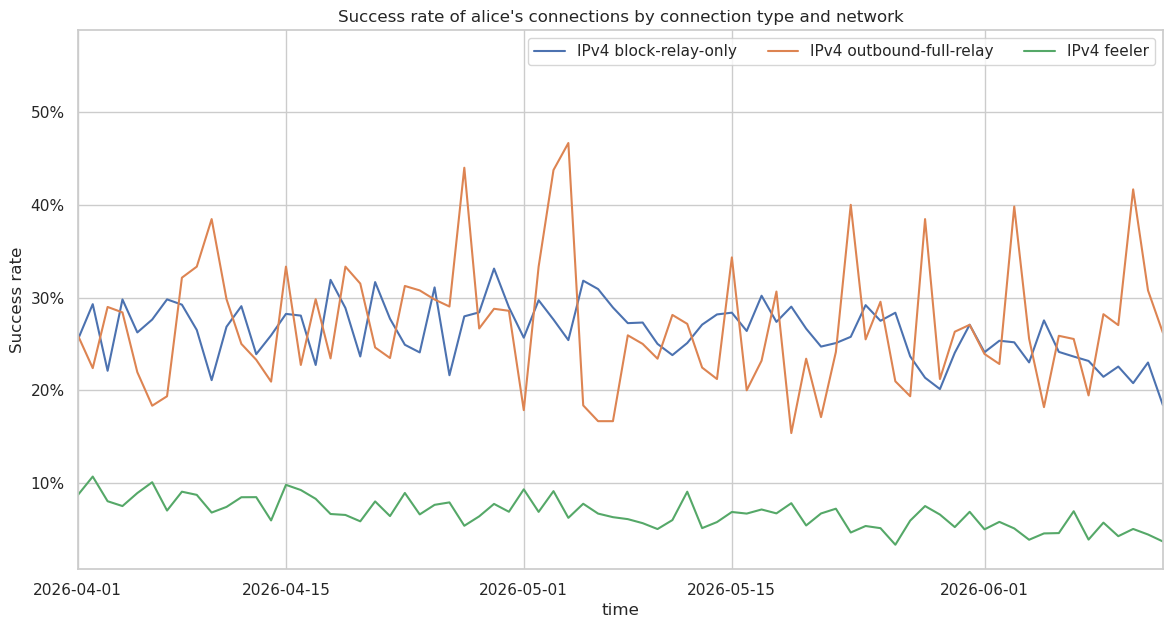 Success rate of alice's connections by connection type and network
IPv4 block-relay-only IPv4 outbound-full-relay IPv4 feeler
50%
40%
30%
20%
10%
Success rate
2026-04-01 2026-04-15 2026-05-01 2026-05-15 2026-06-01
time